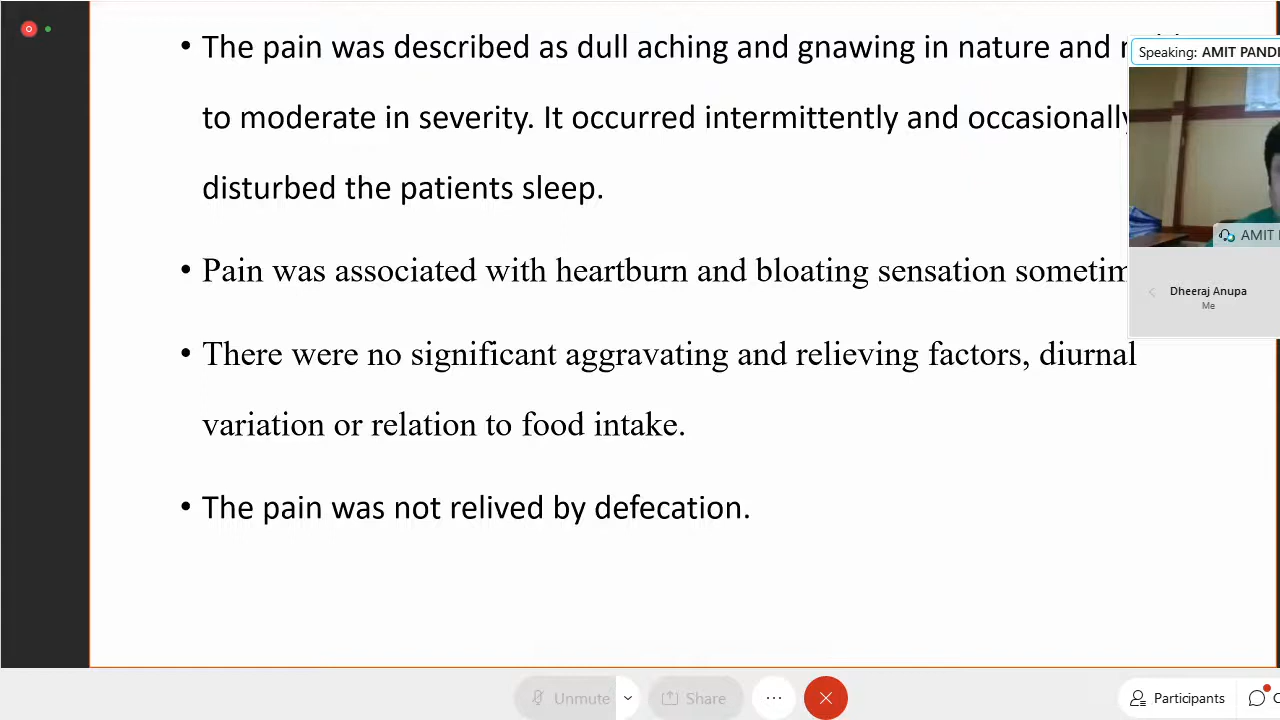 • The pain was described as dull aching and gnawing in nature and
to moderate in severity. It occurred intermittently and occasionally
disturbed the patients sleep.
• Pain was associated with heartburn and bloating sensation sometim
• There were no significant aggravating and relieving factors, diurnal
variation or relation to food intake.
• The pain was not relived by defecation.
Speaking: AMIT PANDI
AMIT
Dheeraj Anupa
Me
Unmute
Share
Participants